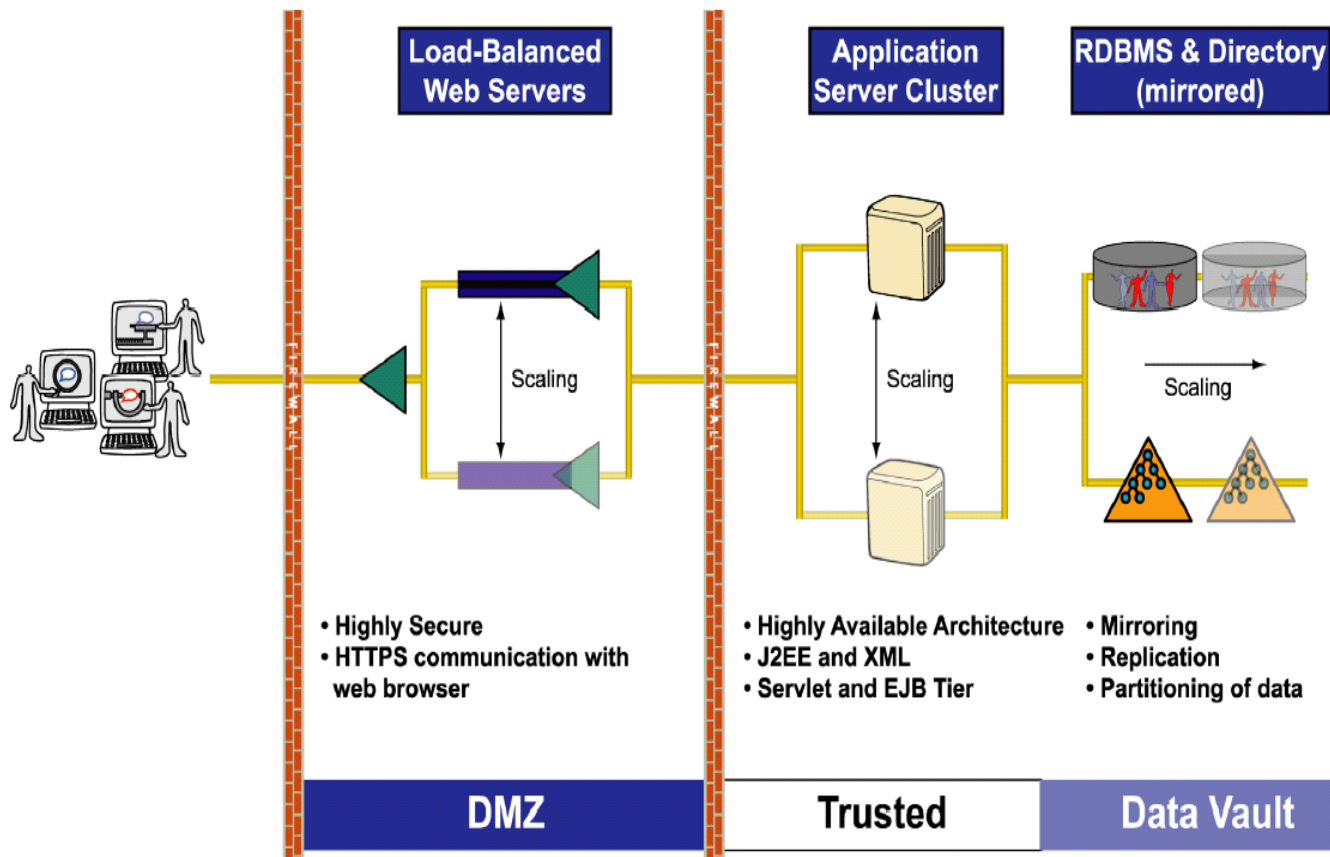 Load-Balanced
Web Servers
Application
Server Cluster
RDBMS & Directory
(mirrored)
FIREWALL
Scaling
FIREWALL
Scaling
Scaling
• Highly Secure
• HTTPS communication with
web browser
• Highly Available Architecture
• J2EE and XML
• Servlet and EJB Tier
• Mirroring
• Replication
• Partitioning of data
DMZ
Trusted
Data Vault